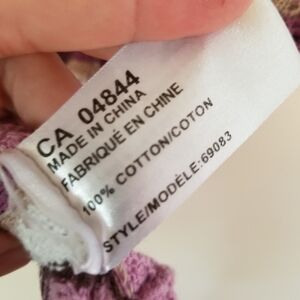 CA 04844
MADE IN CHINA
FABRIQUÉ EN CHINE
100% COTTON/COTON
STYLE/MODÈLE:69083